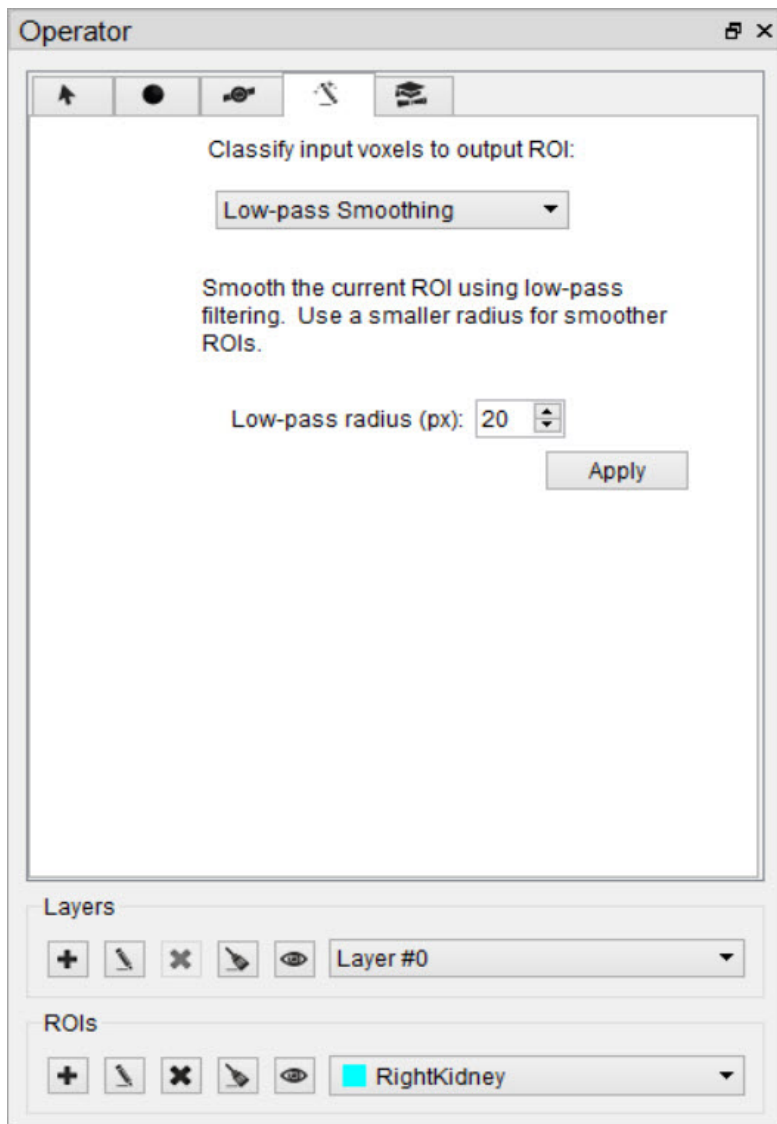 Operator
Classify input voxels to output ROI:
Low-pass Smoothing
Smooth the current ROI using low-pass
filtering. Use a smaller radius for smoother
ROIs.
Low-pass radius (px): 20
Apply
Layers
Layer #0
ROIs
RightKidney